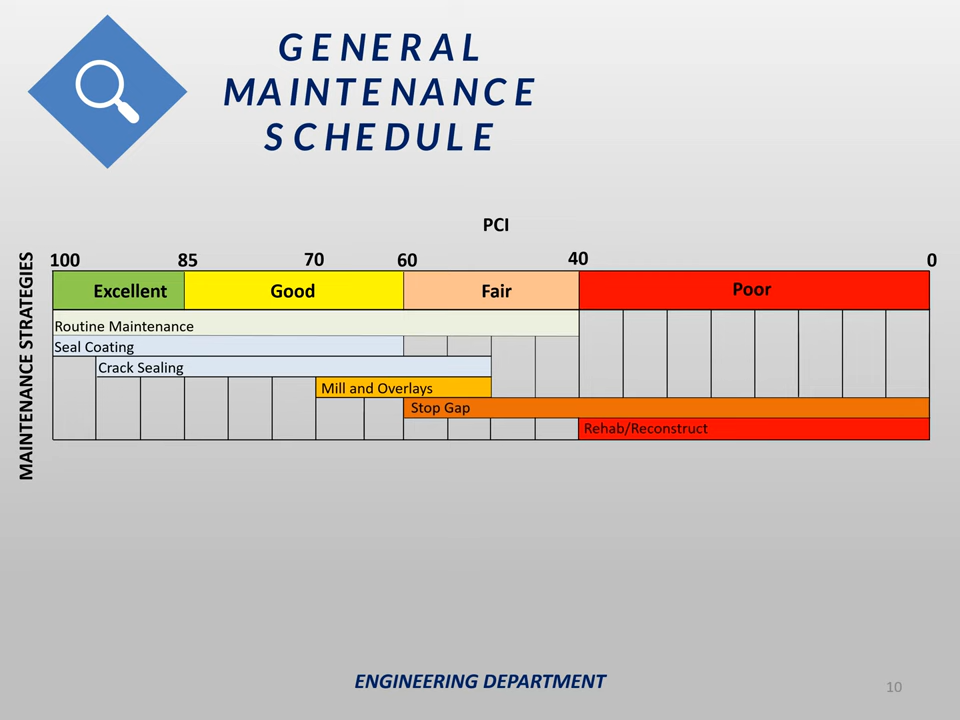 GENERAL
MAINTENANCE
SCHEDULE
PCI
100 85 70 60 40 0
MAINTENANCE STRATEGIES
Excellent Good Fair Poor
Routine Maintenance
Seal Coating
Crack Sealing
Mill and Overlays
Stop Gap
Rehab/Reconstruct
ENGINEERING DEPARTMENT
10